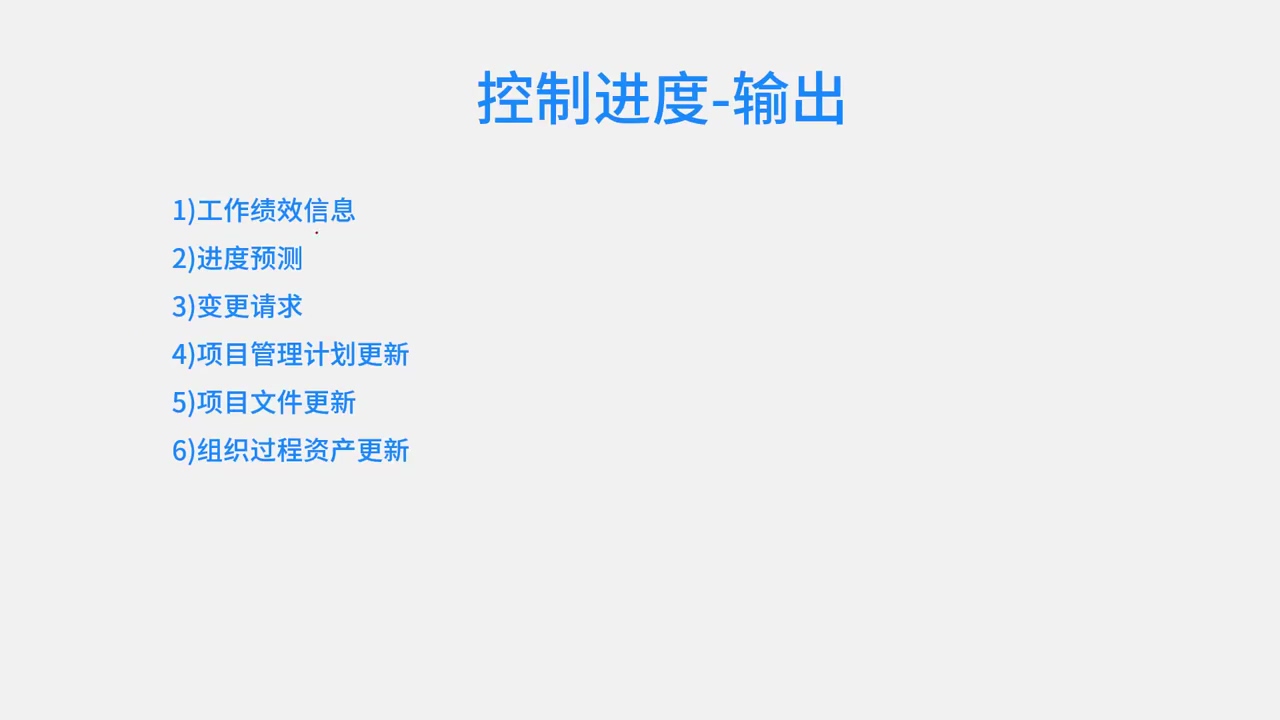 控制进度-输出
1)工作绩效信息
2)进度预测
3)变更请求
4)项目管理计划更新
5)项目文件更新
6)组织过程资产更新